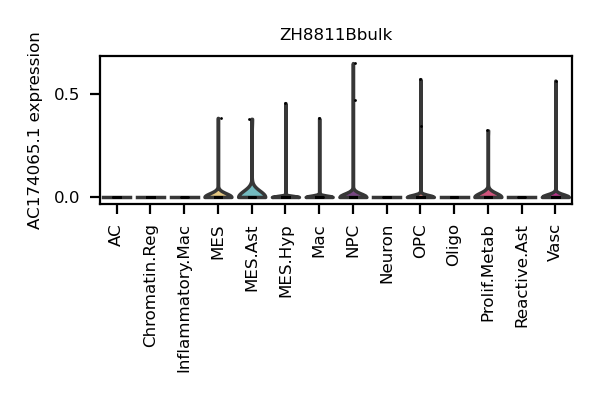 ZH8811Bbulk
AC174065.1 expression
0.5
0.0
AC
Chromatin.Reg
Inflammatory.Mac
MES
MES.Ast
MES.Hyp
Mac
NPC
Neuron
OPC
Oligo
Prolif.Metab
Reactive.Ast
Vasc